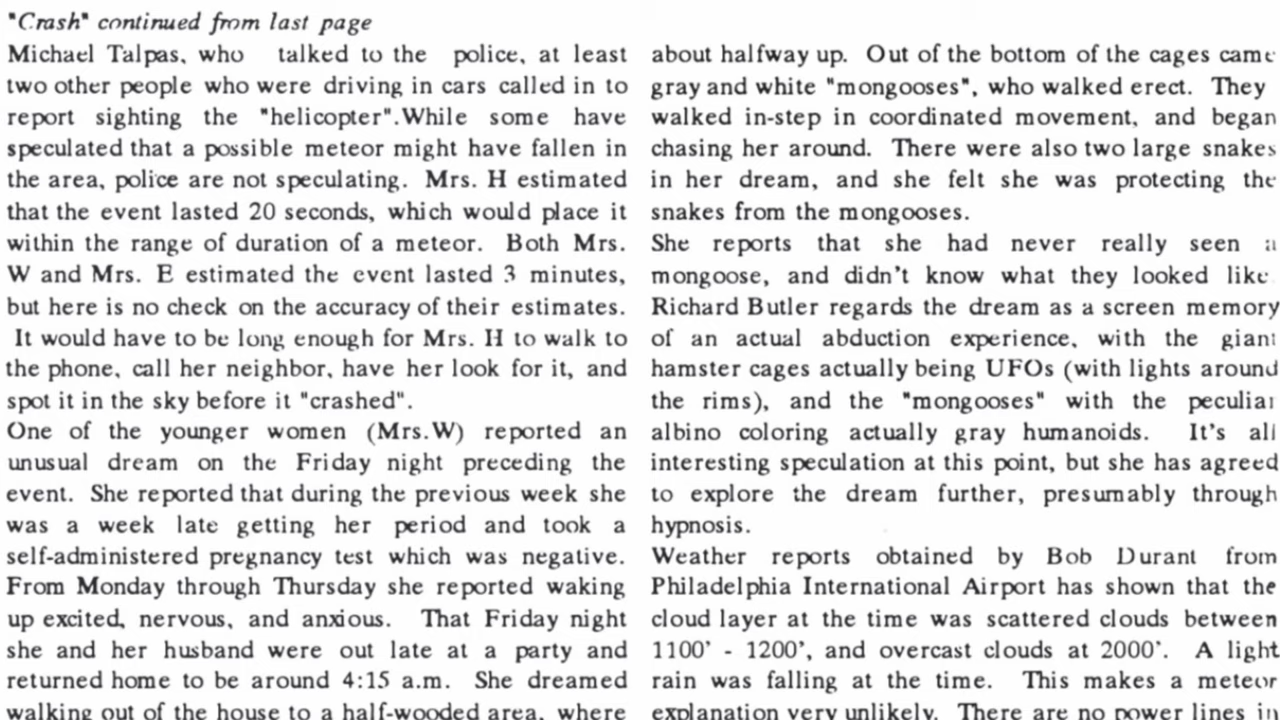 "Crash" continued from last page
Michael Talpas, who talked to the police, at least
two other people who were driving in cars called in to
report sighting the "helicopter".While some have
speculated that a possible meteor might have fallen in
the area, police are not speculating. Mrs. H estimated
that the event lasted 20 seconds, which would place it
within the range of duration of a meteor. Both Mrs.
W and Mrs. E estimated the event lasted 3 minutes,
but here is no check on the accuracy of their estimates.
It would have to be long enough for Mrs. H to walk to
the phone, call her neighbor, have her look for it, and
spot it in the sky before it "crashed".
One of the younger women (Mrs.W) reported an
unusual dream on the Friday night preceding the
event. She reported that during the previous week she
was a week late getting her period and took a
self-administered pregnancy test which was negative.
From Monday through Thursday she reported waking
up excited, nervous, and anxious. That Friday night
she and her husband were out late at a party and
returned home to be around 4:15 a.m. She dreamed
walking out of the house to a half-wooded area, where
about halfway up. Out of the bottom of the cages came
gray and white "mongooses", who walked erect. They
walked in-step in coordinated movement, and began
chasing her around. There were also two large snakes
in her dream, and she felt she was protecting the
snakes from the mongooses.
She reports that she had never really seen a
mongoose, and didn't know what they looked like
Richard Butler regards the dream as a screen memory
of an actual abduction experience, with the giant
hamster cages actually being UFOs (with lights around
the rims), and the "mongooses" with the peculiar
albino coloring actually gray humanoids. It's all
interesting speculation at this point, but she has agreed
to explore the dream further, presumably through
hypnosis.
Weather reports obtained by Bob Durant from
Philadelphia International Airport has shown that the
cloud layer at the time was scattered clouds between
1100' - 1200', and overcast clouds at 2000'. A light
rain was falling at the time. This makes a meteor
explanation very unlikely. There are no power lines in